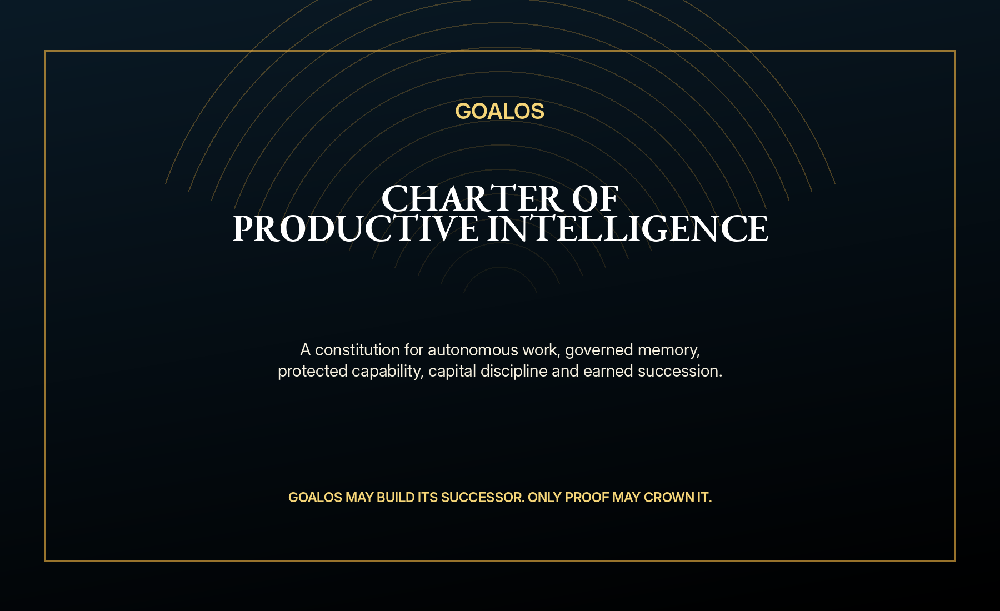 GOALOS
CHARTER OF
PRODUCTIVE INTELLIGENCE
A constitution for autonomous work, governed memory,
protected capability, capital discipline and earned succession.
GOALOS MAY BUILD ITS SUCCESSOR. ONLY PROOF MAY CROWN IT.